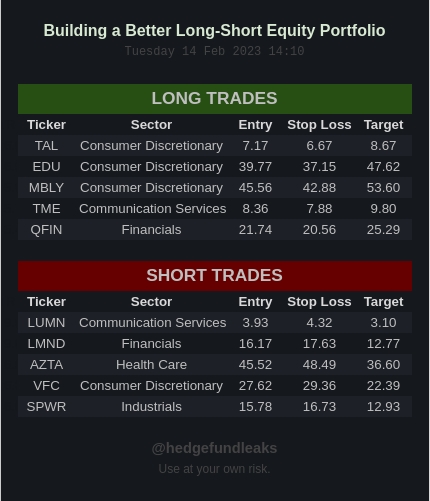 Building a Better Long-Short Equity Portfolio
Tuesday 14 Feb 2023 14:10
LONG TRADES
Ticker Sector Entry Stop Loss Target
TAL Consumer Discretionary 7.17 6.67 8.67
EDU Consumer Discretionary 39.77 37.15 47.62
MBLY Consumer Discretionary 45.56 42.88 53.60
TME Communication Services 8.36 7.88 9.80
QFIN Financials 21.74 20.56 25.29
SHORT TRADES
Ticker Sector Entry Stop Loss Target
LUMN Communication Services 3.93 4.32 3.10
LMND Financials 16.17 17.63 12.77
AZTA Health Care 45.52 48.49 36.60
VFC Consumer Discretionary 27.62 29.36 22.39
SPWR Industrials 15.78 16.73 12.93
@hedgefundleaks
Use at your own risk.